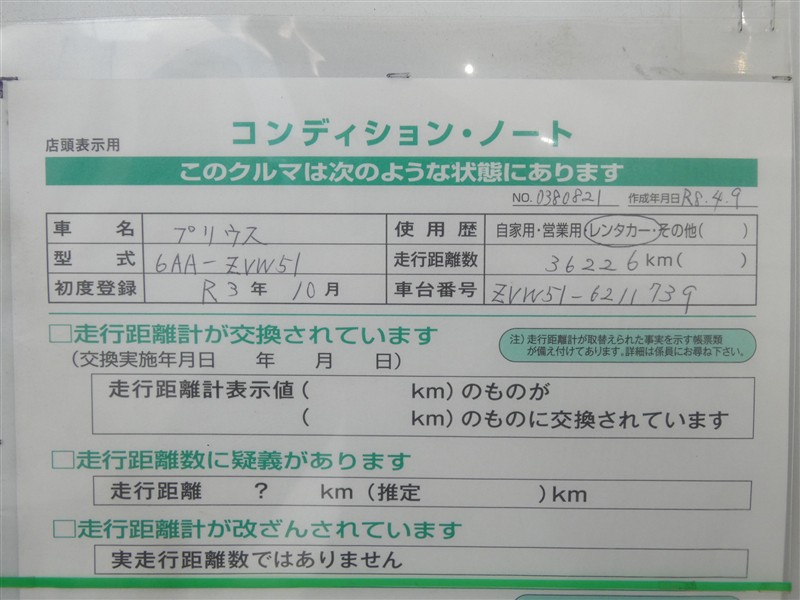 コンディション・ノート
店頭表示用
このクルマは次のような状態にあります
NO. 0380821 作成年月日 R8.4.9
車名 プリウス 使用歴 自家用・営業用・レンタカー・その他( )
型式 6AA-ZVW51 走行距離数 36226km( )
初度登録 R3年 10月 車台番号 ZVW51-6211739
□走行距離計が交換されています
(交換実施年月日 年 月 日)
注)走行距離計が取替えられた事実を示す帳票類
が備え付けてあります。詳細は係員にお尋ね下さい。
走行距離計表示値( km)のものが
( km)のものに交換されています
□走行距離数に疑義があります
走行距離 ? km(推定 )km
□走行距離計が改ざんされています
実走行距離数ではありません